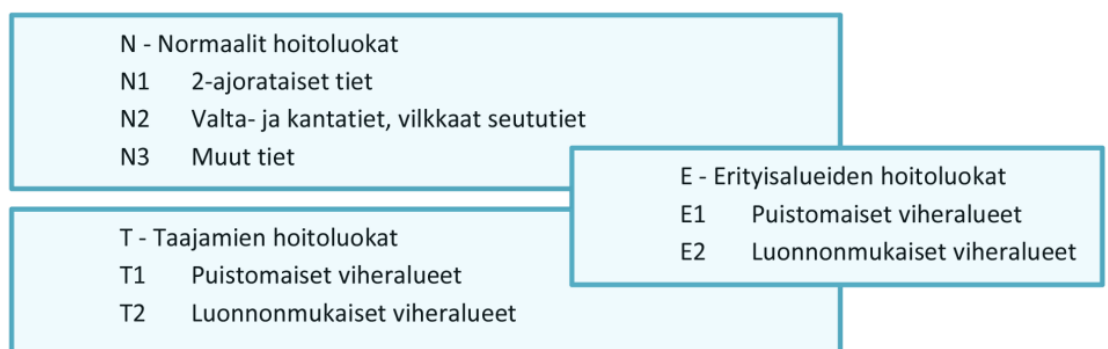 N - Normaalit hoitoluokat
N1 2-ajorataiset tiet
N2 Valta- ja kantatiet, vilkkaat seututiet
N3 Muut tiet
E - Erityisalueiden hoitoluokat
E1 Puistomaiset viheralueet
E2 Luonnonmukaiset viheralueet
T - Taajamien hoitoluokat
T1 Puistomaiset viheralueet
T2 Luonnonmukaiset viheralueet